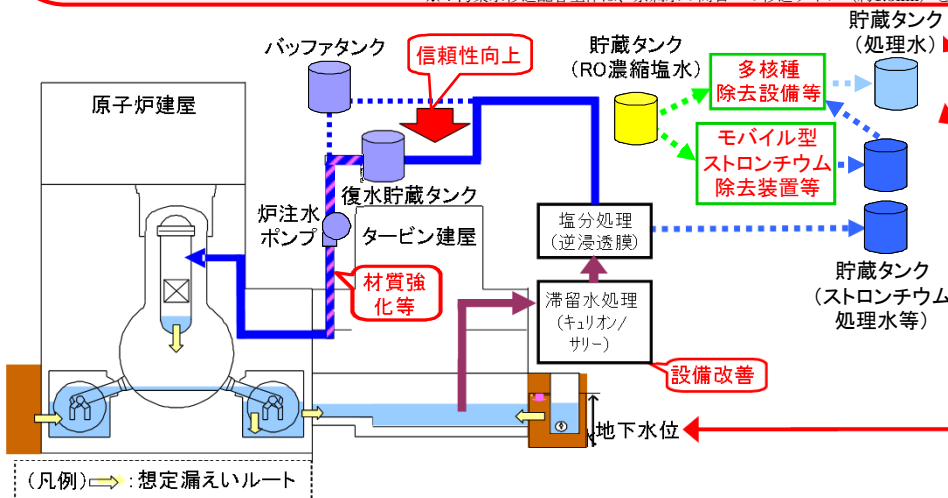 バッファタンク
信頼性向上
貯蔵タンク
(RO濃縮塩水)
多核種
除去設備等
貯蔵タンク
(処理水)
原子炉建屋
モバイル型
ストロンチウム
除去装置等
復水貯蔵タンク
炉注水
ポンプ
タービン建屋
塩分処理
(逆浸透膜)
材質強
化等
滞留水処理
(キュリオン/
サリー)
貯蔵タンク
(ストロンチウム
処理水等)
設備改善
地下水位
(凡例) :想定漏えいルート